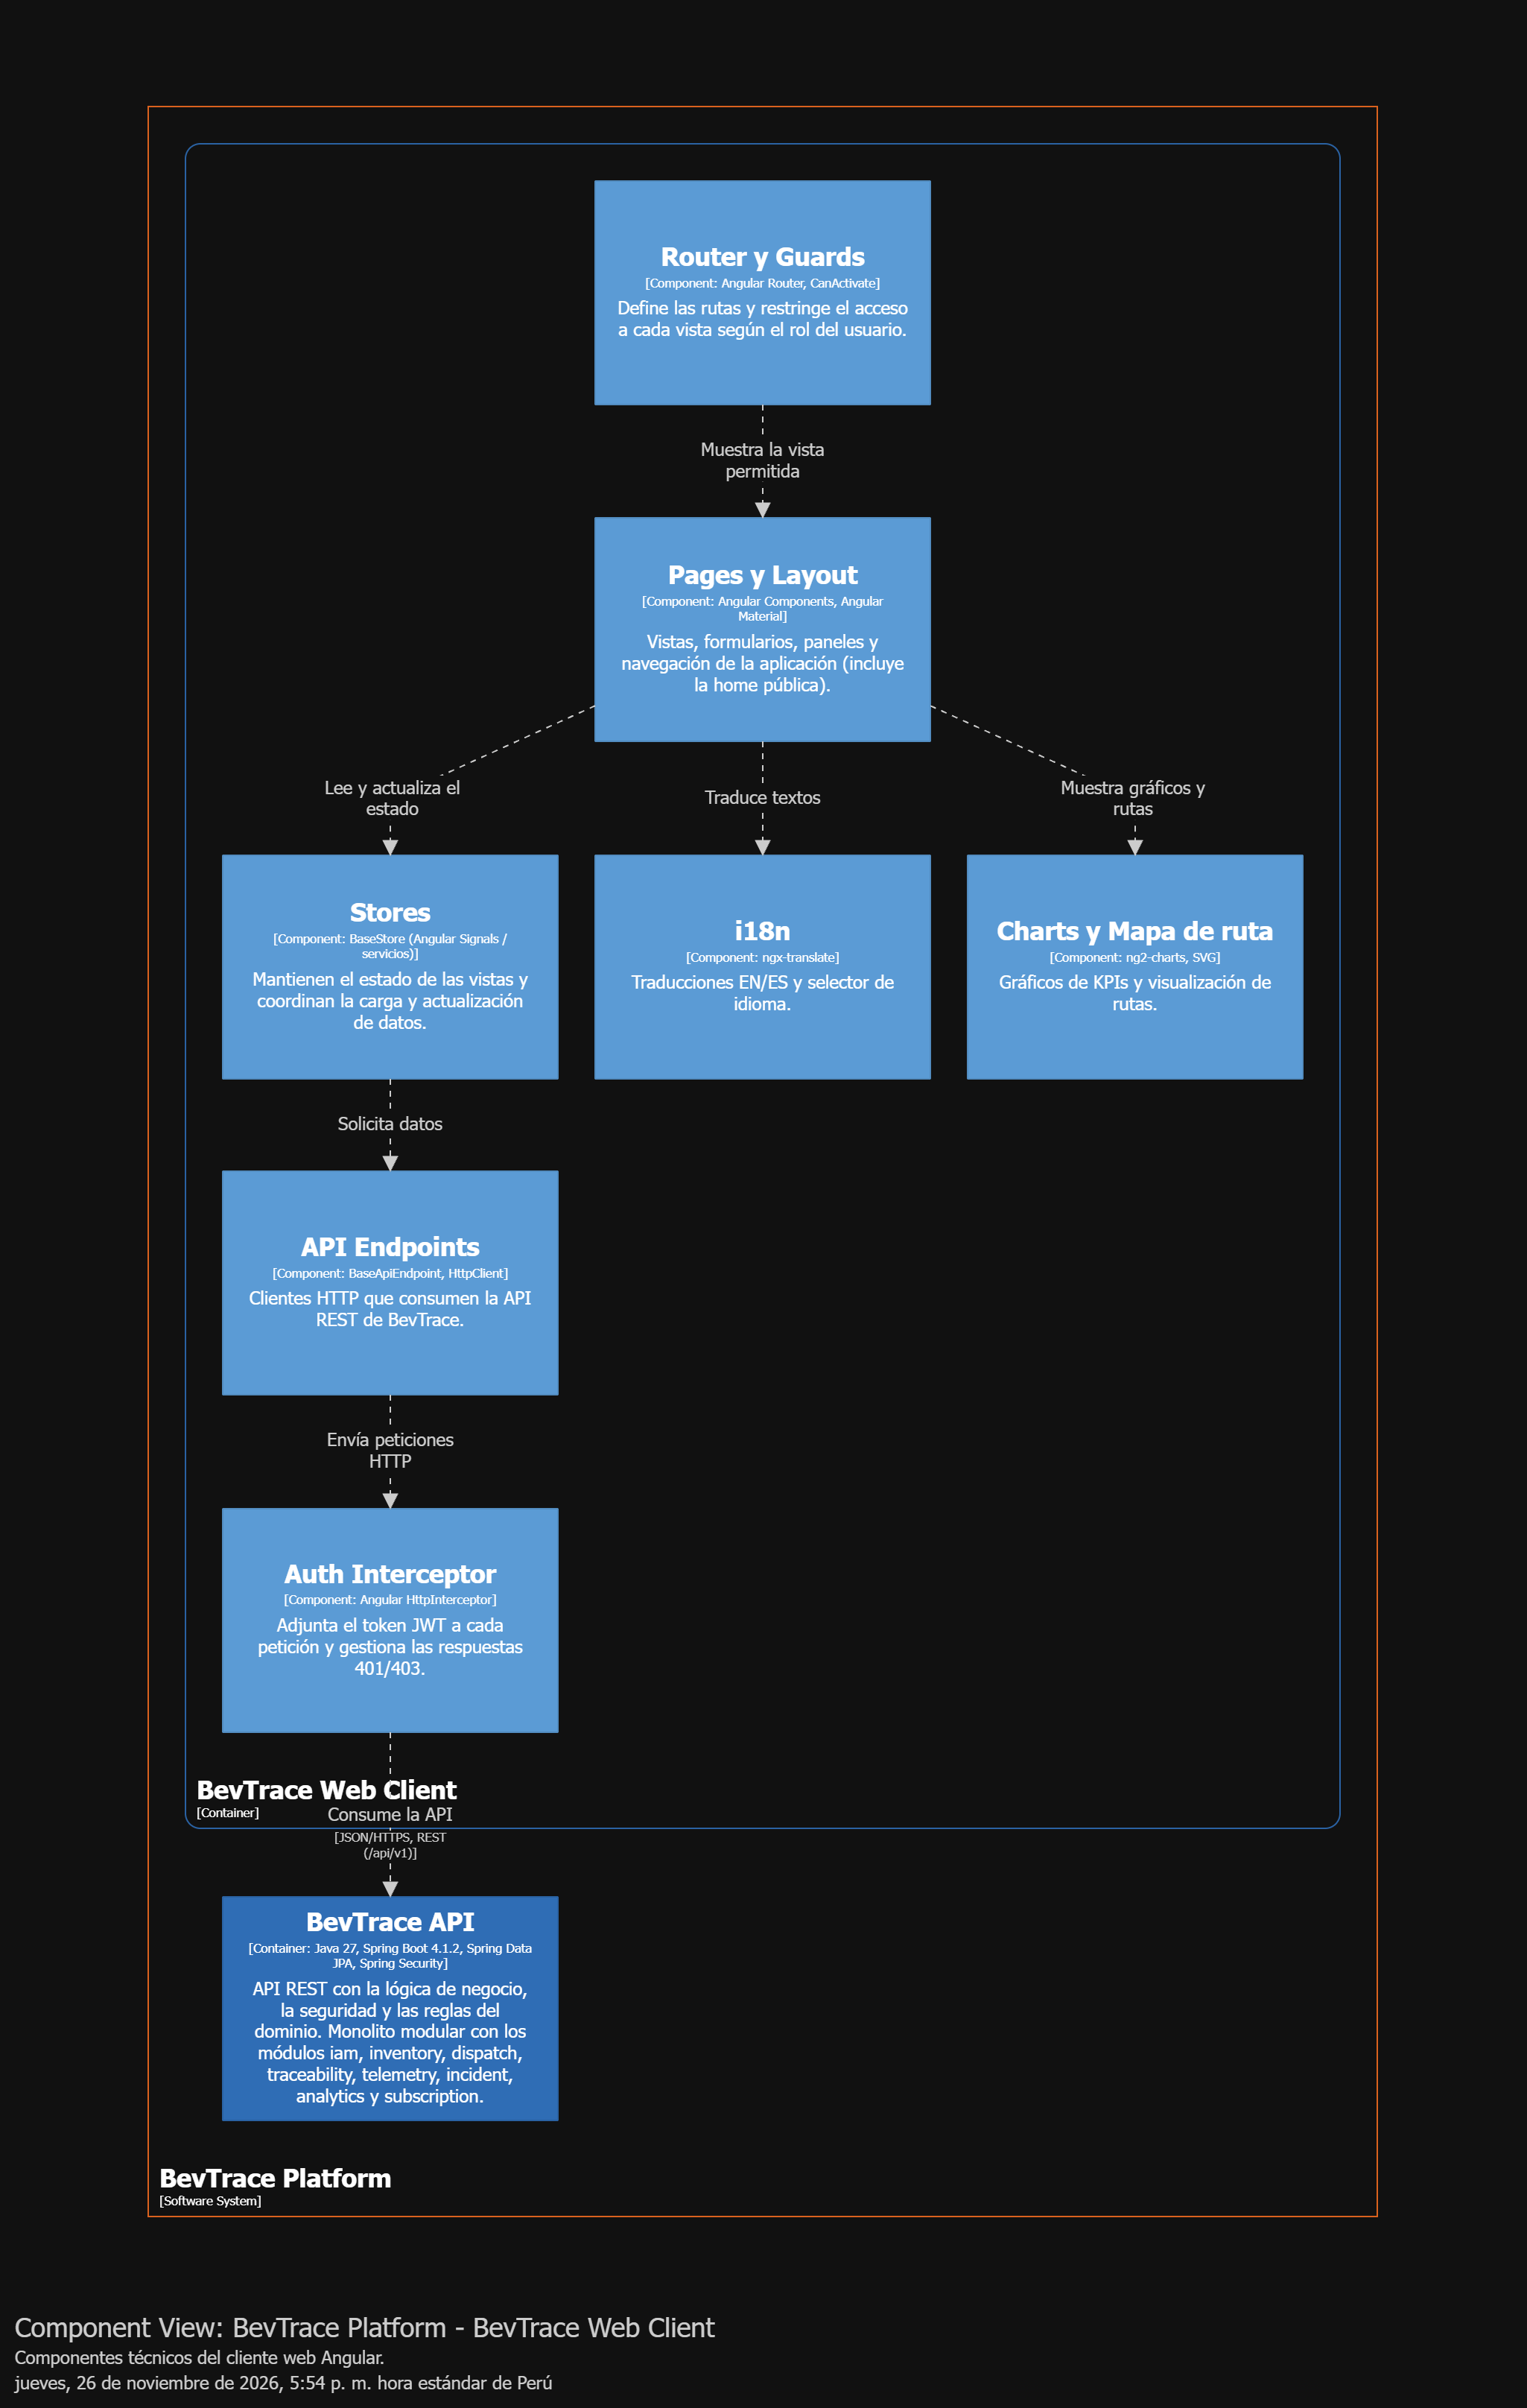 Router y Guards
[Component: Angular Router, CanActivate]
Define las rutas y restringe el acceso
a cada vista según el rol del usuario.
Muestra la vista
permitida
Pages y Layout
[Component: Angular Components, Angular
Material]
Vistas, formularios, paneles y
navegación de la aplicación (incluye
la home pública).
Lee y actualiza el
estado
Traduce textos
Muestra gráficos y
rutas
Stores
[Component: BaseStore (Angular Signals /
servicios)]
Mantienen el estado de las vistas y
coordinan la carga y actualización
de datos.
i18n
[Component: ngx-translate]
Traducciones EN/ES y selector de
idioma.
Charts y Mapa de ruta
[Component: ng2-charts, SVG]
Gráficos de KPIs y visualización de
rutas.
Solicita datos
API Endpoints
[Component: BaseApiEndpoint, HttpClient]
Clientes HTTP que consumen la API
REST de BevTrace.
Envía peticiones
HTTP
Auth Interceptor
[Component: Angular HttpInterceptor]
Adjunta el token JWT a cada
petición y gestiona las respuestas
401/403.
BevTrace Web Client
[Container]
Consume la API
[JSON/HTTPS, REST
(/api/v1)]
BevTrace API
[Container: Java 27, Spring Boot 4.1.2, Spring Data
JPA, Spring Security]
API REST con la lógica de negocio,
la seguridad y las reglas del
dominio. Monolito modular con los
módulos iam, inventory, dispatch,
traceability, telemetry, incident,
analytics y subscription.
BevTrace Platform
[Software System]
Component View: BevTrace Platform - BevTrace Web Client
Componentes técnicos del cliente web Angular.
jueves, 26 de noviembre de 2026, 5:54 p. m. hora estándar de Perú